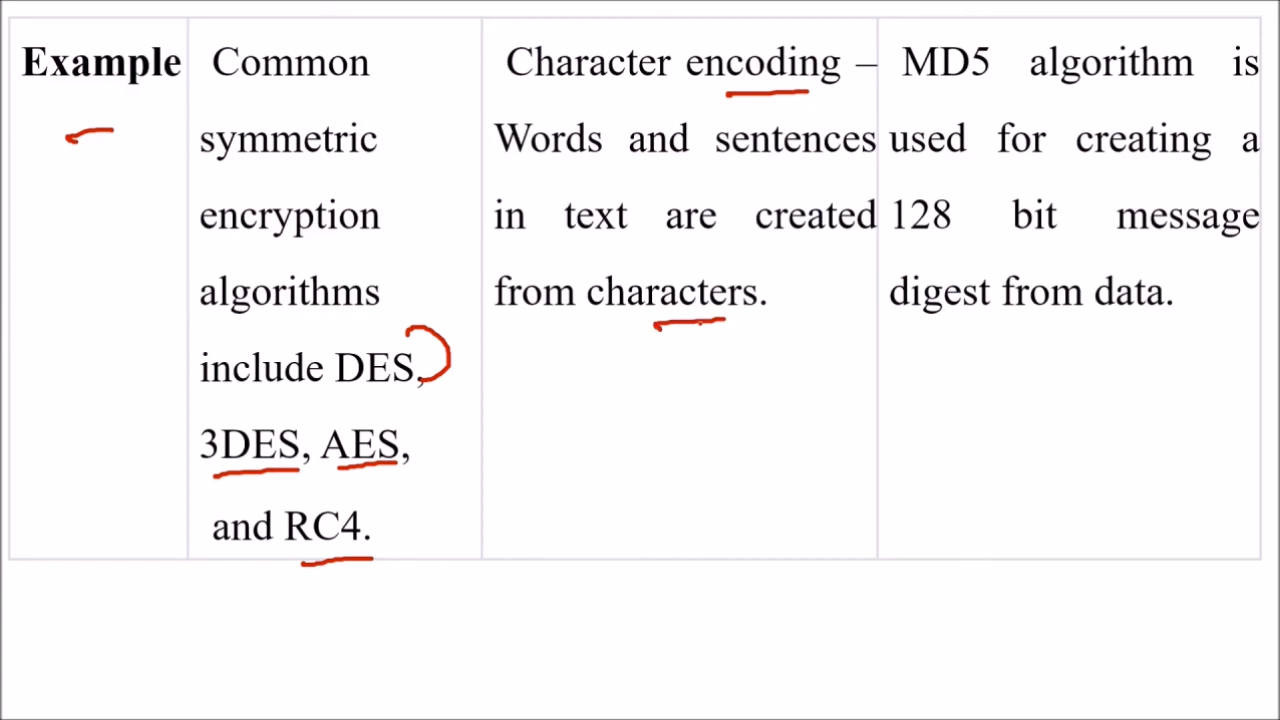 Example
Common
symmetric
encryption
algorithms
include DES,
3DES, AES,
and RC4.
Character encoding –
Words and sentences
in text are created
from characters.
MD5 algorithm is
used for creating a
128 bit message
digest from data.